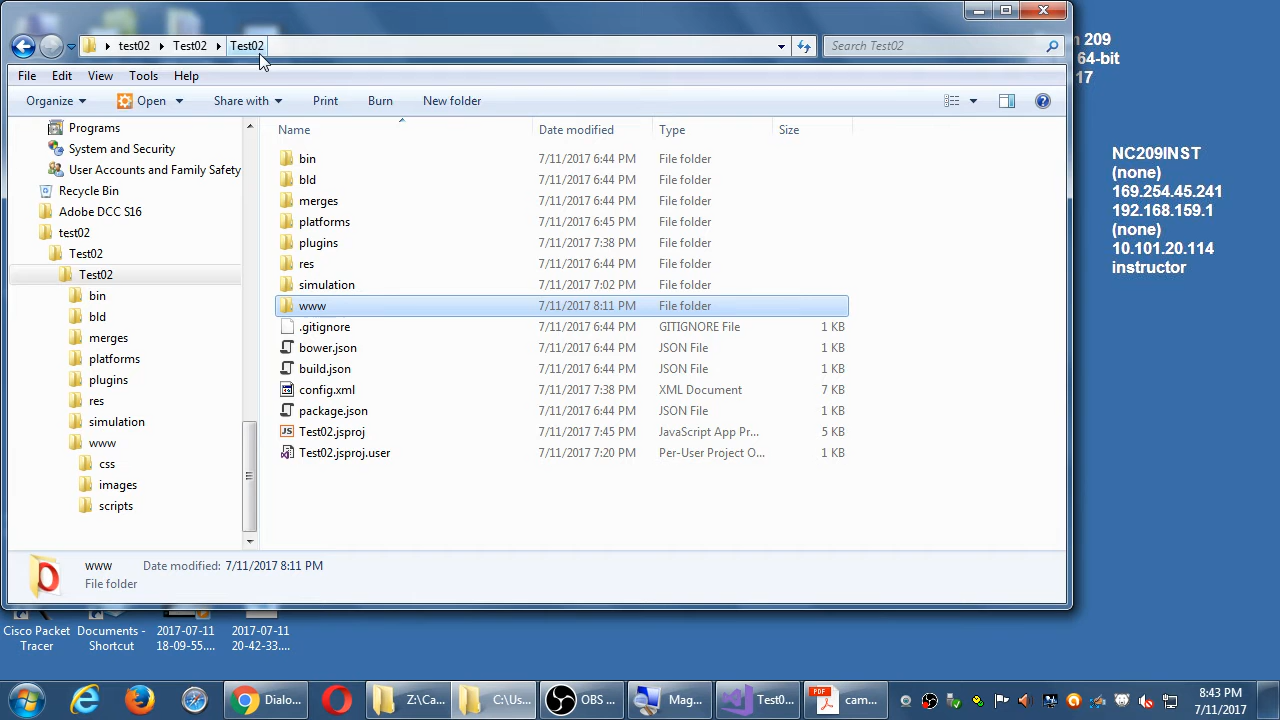 test02 Test02 Test02
Search Test02
File Edit View Tools Help
Organize Open Share with Print Burn New folder
Programs
System and Security
User Accounts and Family Safety
Recycle Bin
Adobe DCC S16
test02
Test02
Test02
bin
bld
merges
platforms
plugins
res
simulation
www
css
images
scripts
Name Date modified Type Size
bin 7/11/2017 6:44 PM File folder
bld 7/11/2017 6:44 PM File folder
merges 7/11/2017 6:44 PM File folder
platforms 7/11/2017 6:45 PM File folder
plugins 7/11/2017 7:38 PM File folder
res 7/11/2017 6:44 PM File folder
simulation 7/11/2017 7:02 PM File folder
www 7/11/2017 8:11 PM File folder
.gitignore 7/11/2017 6:44 PM GITIGNORE File 1 KB
bower.json 7/11/2017 6:44 PM JSON File 1 KB
build.json 7/11/2017 6:44 PM JSON File 1 KB
config.xml 7/11/2017 7:38 PM XML Document 7 KB
package.json 7/11/2017 6:44 PM JSON File 1 KB
Test02.jsproj 7/11/2017 7:45 PM JavaScript App Pr... 5 KB
Test02.jsproj.user 7/11/2017 7:20 PM Per-User Project O... 1 KB
www Date modified: 7/11/2017 8:11 PM
File folder
209
64-bit
17
NC209INST
(none)
169.254.45.241
192.168.159.1
(none)
10.101.20.114
instructor
Cisco Packet
Tracer
Documents -
Shortcut
2017-07-11
18-09-55....
2017-07-11
20-42-33....
Dialo... Z:\Ca... C:\Us... OBS ... Mag... Test0... PDF cam...
8:43 PM
7/11/2017